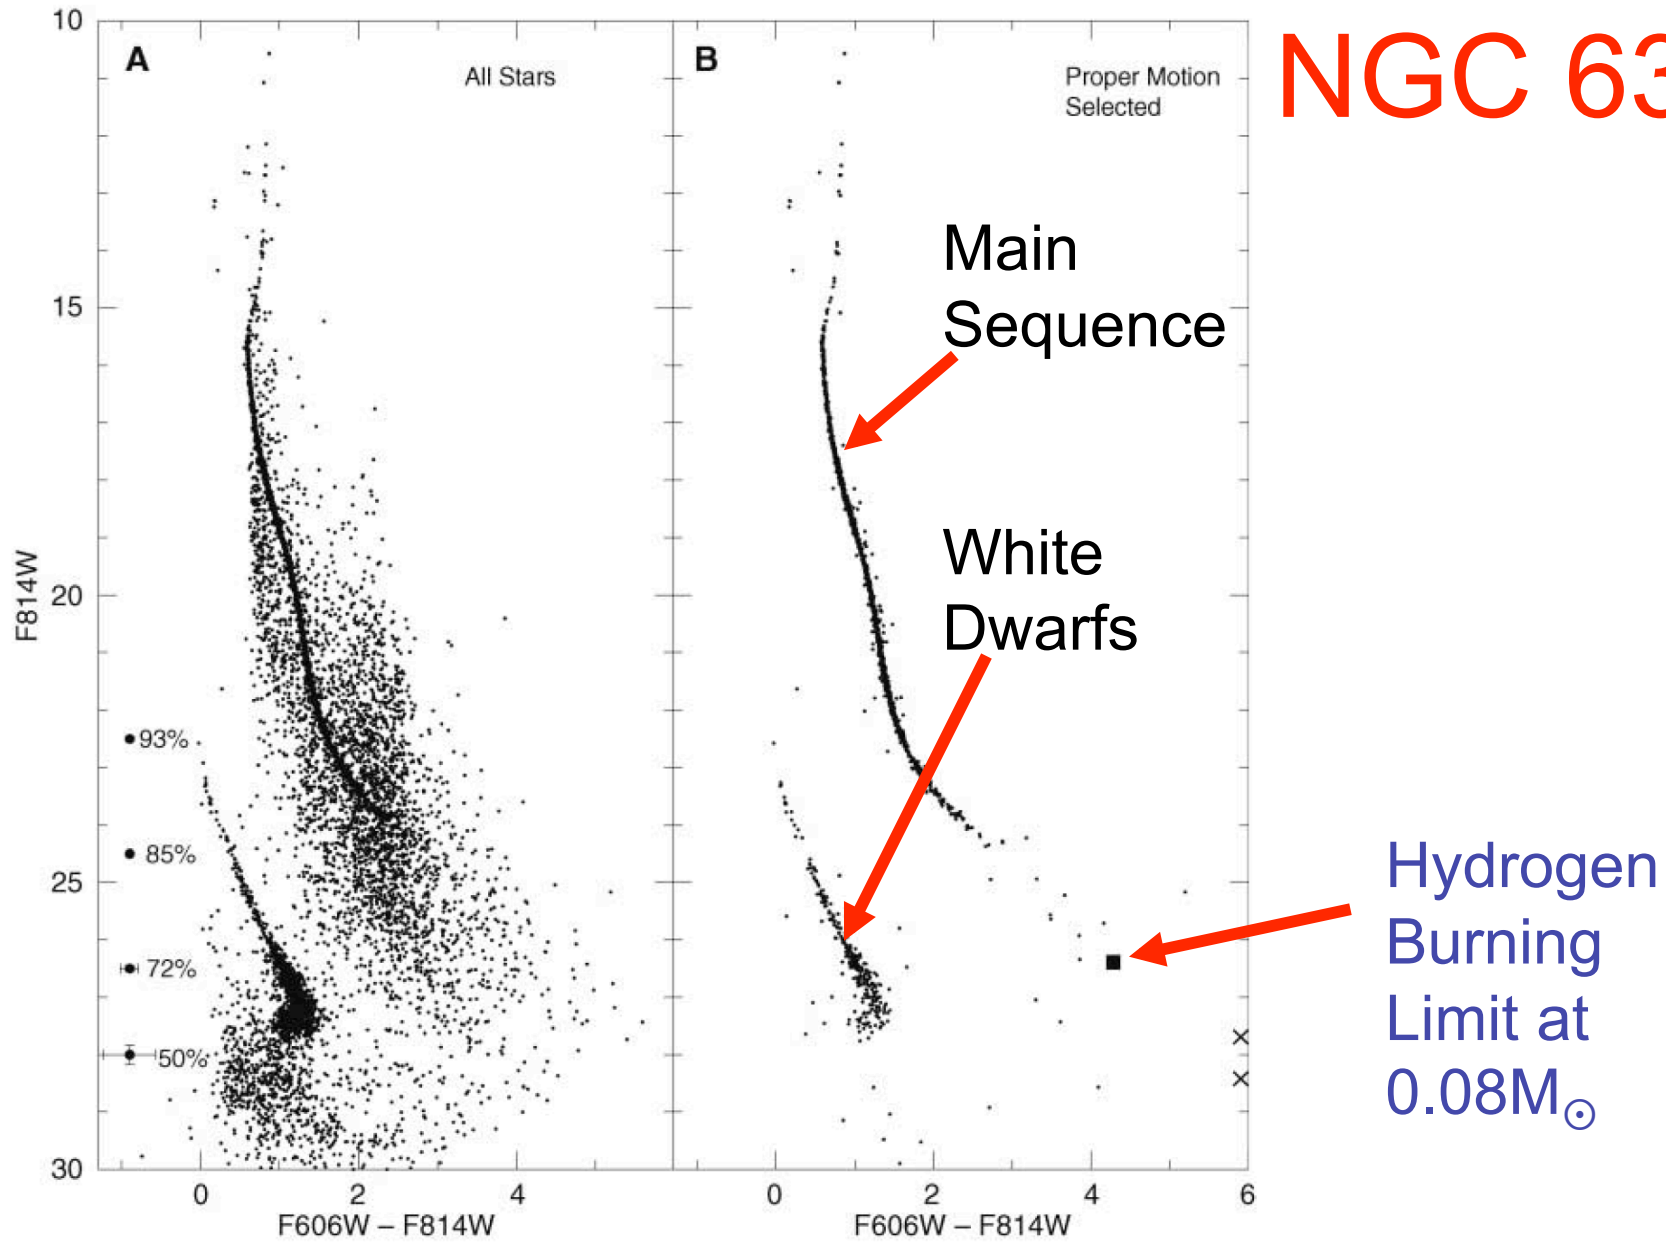 NGC 63
A
All Stars
B
Proper Motion
Selected
Main
Sequence
White
Dwarfs
Hydrogen
Burning
Limit at
0.08M☉
93%
85%
72%
50%
F814W
10
15
20
25
30
0 2 4
0 2 4 6
F606W – F814W
F606W – F814W